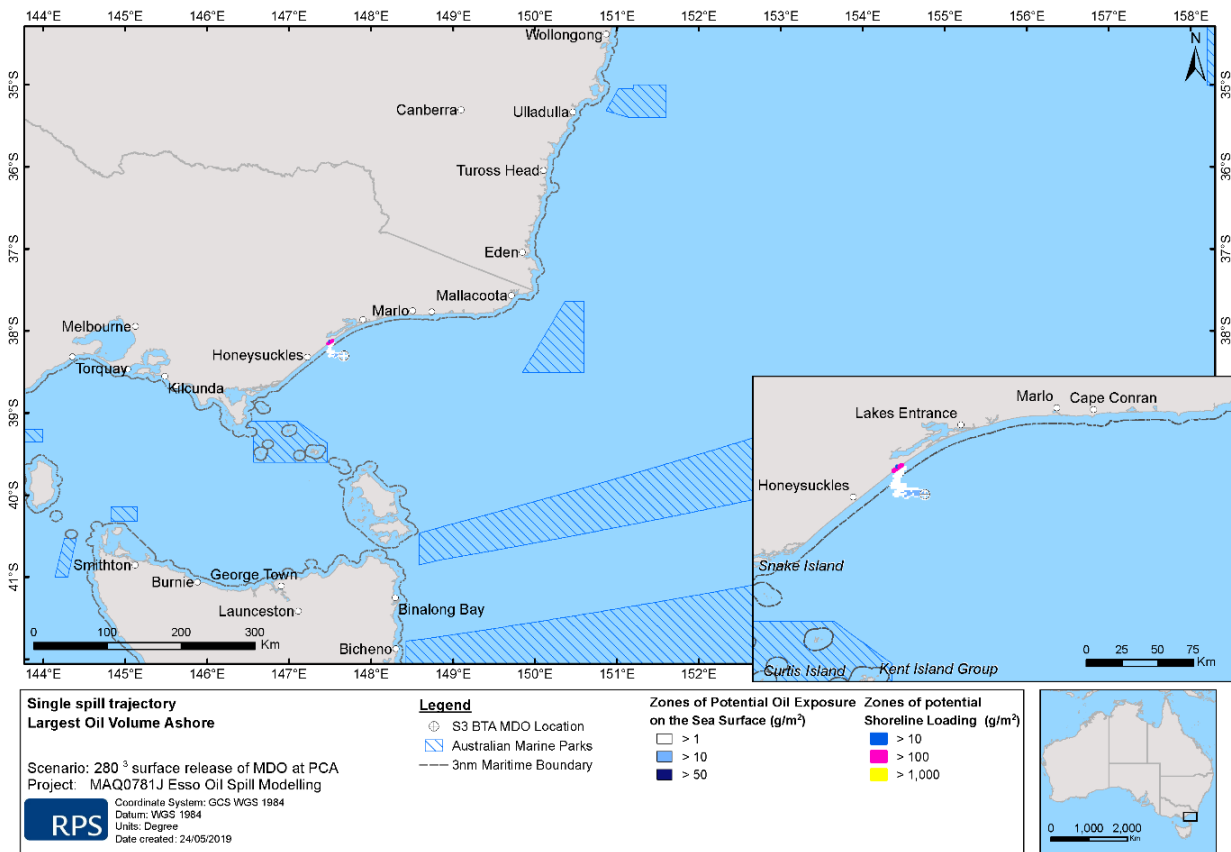 144°E 145°E 146°E 147°E 148°E 149°E 150°E 151°E 152°E 153°E 154°E 155°E 156°E 157°E 158°E
N
Wollongong
35°S 35°S
Canberra
Ulladulla
36°S 36°S
Tuross Head
37°S 37°S
Eden
Mallacoota
Marlo
38°S 38°S
Melbourne
Honeysuckles
Torquay
Kilcunda
39°S
40°S
41°S
Smithton
Burnie
George Town
Launceston
Binalong Bay
Bicheno
0 100 200 300
Km
144°E 145°E 146°E 147°E 148°E 149°E 150°E 151°E 152°E 153°E 154°E 155°E 156°E 157°E 158°E
Marlo
Cape Conran
Lakes Entrance
Honeysuckles
Snake Island
Curtis Island
Kent Island Group
0 25 50 75
Km
Single spill trajectory
Largest Oil Volume Ashore
Scenario: 280 ³ surface release of MDO at PCA
Project: MAQ0781J Esso Oil Spill Modelling
RPS
Coordinate System: GCS WGS 1984
Datum: WGS 1984
Units: Degree
Date created: 24/05/2019
Legend
S3 BTA MDO Location
Australian Marine Parks
3nm Maritime Boundary
Zones of Potential Oil Exposure
on the Sea Surface (g/m²)
> 1
> 10
> 50
Zones of potential
Shoreline Loading (g/m²)
> 10
> 100
> 1,000
0 1,000 2,000
Km